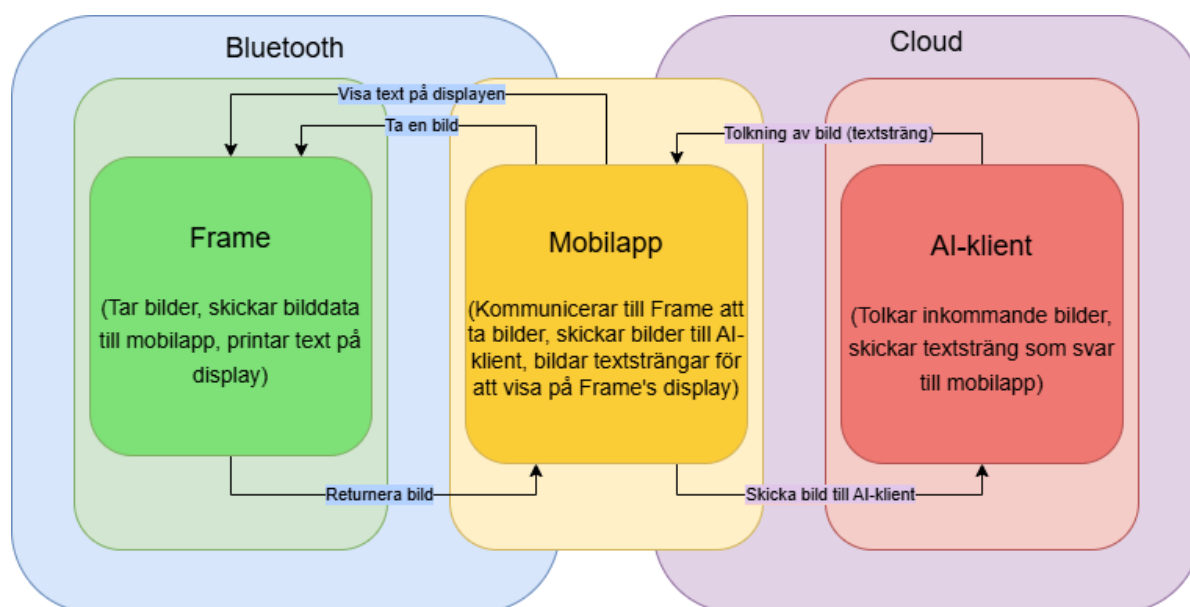 Bluetooth
Cloud
Visa text på displayen
Ta en bild
Tolkning av bild (textsträng)
Frame
(Tar bilder, skickar bilddata
till mobilapp, printar text på
display)
Mobilapp
(Kommunicerar till Frame att
ta bilder, skickar bilder till AI-
klient, bildar textsträngar för
att visa på Frame's display)
AI-klient
(Tolkar inkommande bilder,
skickar textsträng som svar
till mobilapp)
Returnera bild
Skicka bild till AI-klient